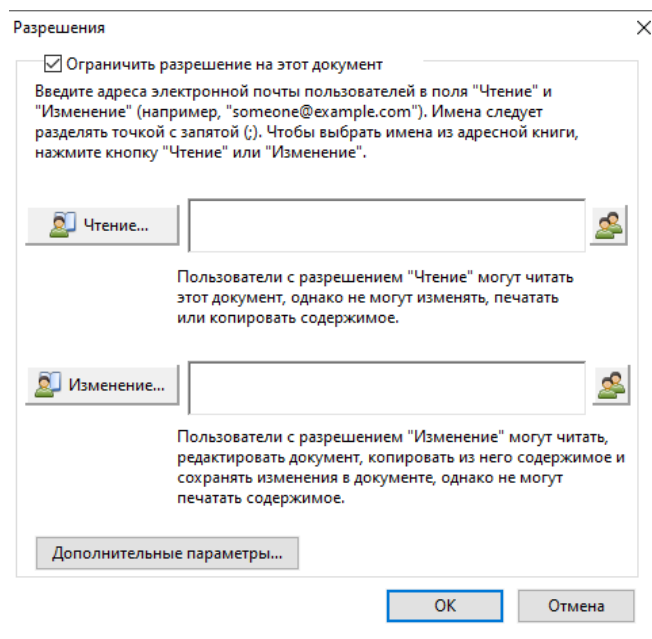 Разрешения
Ограничить разрешение на этот документ
Введите адреса электронной почты пользователей в поля "Чтение" и
"Изменение" (например, "someone@example.com"). Имена следует
разделять точкой с запятой (;). Чтобы выбрать имена из адресной книги,
нажмите кнопку "Чтение" или "Изменение".
Чтение...
Пользователи с разрешением "Чтение" могут читать
этот документ, однако не могут изменять, печатать
или копировать содержимое.
Изменение...
Пользователи с разрешением "Изменение" могут читать,
редактировать документ, копировать из него содержимое и
сохранять изменения в документе, однако не могут
печатать содержимое.
Дополнительные параметры...
ОК
Отмена